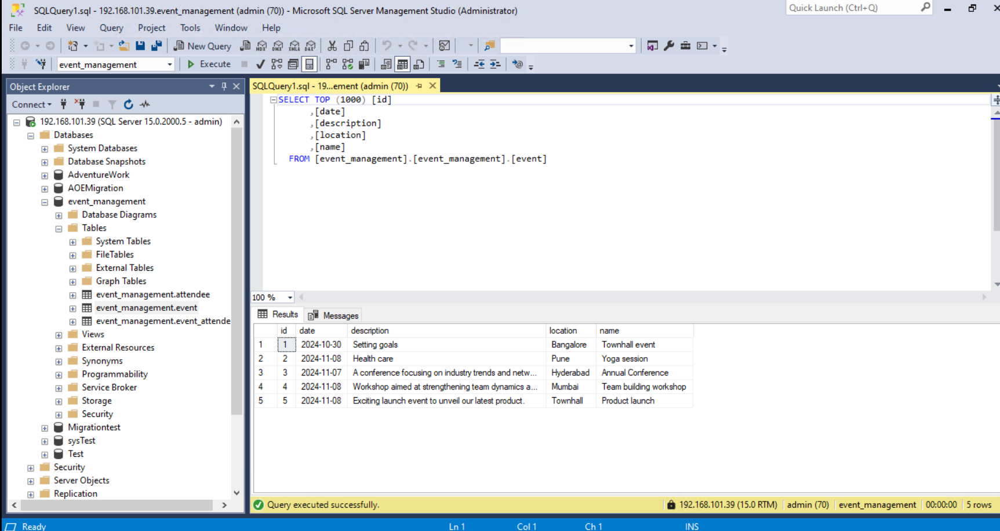 SQLQuery1.sql - 192.168.101.39.event_management (admin (70)) - Microsoft SQL Server Management Studio (Administrator)
Quick Launch (Ctrl+Q)
File Edit View Query Project Tools Window Help
New Query MDX DMX XMLA DAX
event_management Execute
Object Explorer
Connect
192.168.101.39 (SQL Server 15.0.2000.5 - admin)
Databases
System Databases
Database Snapshots
AdventureWork
AOEMigration
event_management
Database Diagrams
Tables
System Tables
FileTables
External Tables
Graph Tables
event_management.attendee
event_management.event
event_management.event_attende
Views
External Resources
Synonyms
Programmability
Service Broker
Storage
Security
Migrationtest
sysTest
Test
Security
Server Objects
Replication
SQLQuery1.sql - 19...ement (admin (70))
SELECT TOP (1000) [id]
,[date]
,[description]
,[location]
,[name]
FROM [event_management].[event_management].[event]
100 %
Results Messages
id date description location name
1 1 2024-10-30 Setting goals Bangalore Townhall event
2 2 2024-11-08 Health care Pune Yoga session
3 3 2024-11-07 A conference focusing on industry trends and netw... Hyderabad Annual Conference
4 4 2024-11-08 Workshop aimed at strengthening team dynamics a... Mumbai Team building workshop
5 5 2024-11-08 Exciting launch event to unveil our latest product. Townhall Product launch
Query executed successfully. 192.168.101.39 (15.0 RTM) admin (70) event_management 00:00:00 5 rows
Ready Ln 1 Col 1 Ch 1 INS